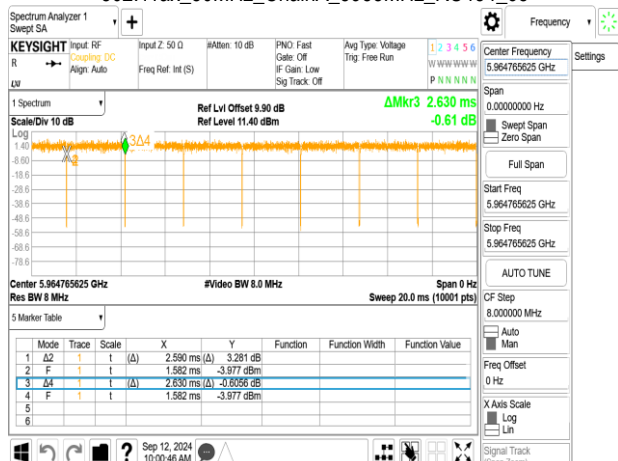 Spectrum Analyzer 1
Swept SA
+
Frequency
KEYSIGHT
Input: RF
Coupling: DC
Align: Auto
Input Z: 50 Ω
Freq Ref: Int (S)
#Atten: 10 dB
PNO: Fast
Gate: Off
IF Gain: Low
Sig Track: Off
Avg Type: Voltage
Trig: Free Run
1 2 3 4 5 6
W W W W W W
P N N N N N
R
LXI
Center Frequency
5.964765625 GHz
Settings
Span
0.00000000 Hz
Swept Span
Zero Span
Full Span
Start Freq
5.964765625 GHz
Stop Freq
5.964765625 GHz
AUTO TUNE
CF Step
8.000000 MHz
Auto
Man
Freq Offset
0 Hz
X Axis Scale
Log
Lin
Signal Track
1 Spectrum
Scale/Div 10 dB
Ref Lvl Offset 9.90 dB
Ref Level 11.40 dBm
ΔMkr3 2.630 ms
-0.61 dB
Log
1.40
-8.60
-18.6
-28.6
-38.6
-48.6
-58.6
-68.6
-78.6
3Δ4
Center 5.964765625 GHz
Res BW 8 MHz
#Video BW 8.0 MHz
Span 0 Hz
Sweep 20.0 ms (10001 pts)
5 Marker Table
Mode Trace Scale X Y Function Function Width Function Value
1 Δ2 1 t (Δ) 2.590 ms (Δ) 3.281 dB
2 F 1 t 1.582 ms -3.977 dBm
3 Δ4 1 t (Δ) 2.630 ms (Δ) -0.6056 dB
4 F 1 t 1.582 ms -3.977 dBm
5
6
?
Sep 12, 2024
10:00:46 AM